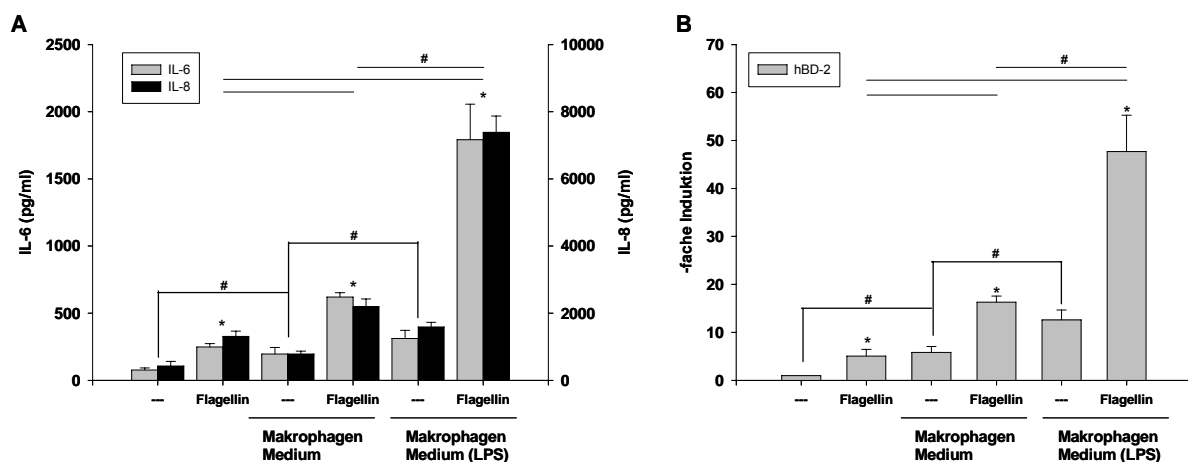 A
2500
2000
1500
1000
500
0
IL-6 (pg/ml)
IL-6
IL-8
#
#
#
*
*
*
10000
8000
6000
4000
2000
0
IL-8 (pg/ml)
---
Flagellin
---
Flagellin
---
Flagellin
Makrophagen
Medium
Makrophagen
Medium (LPS)
B
70
60
50
40
30
20
10
0
-fache Induktion
hBD-2
#
#
#
*
*
*
---
Flagellin
---
Flagellin
---
Flagellin
Makrophagen
Medium
Makrophagen
Medium (LPS)